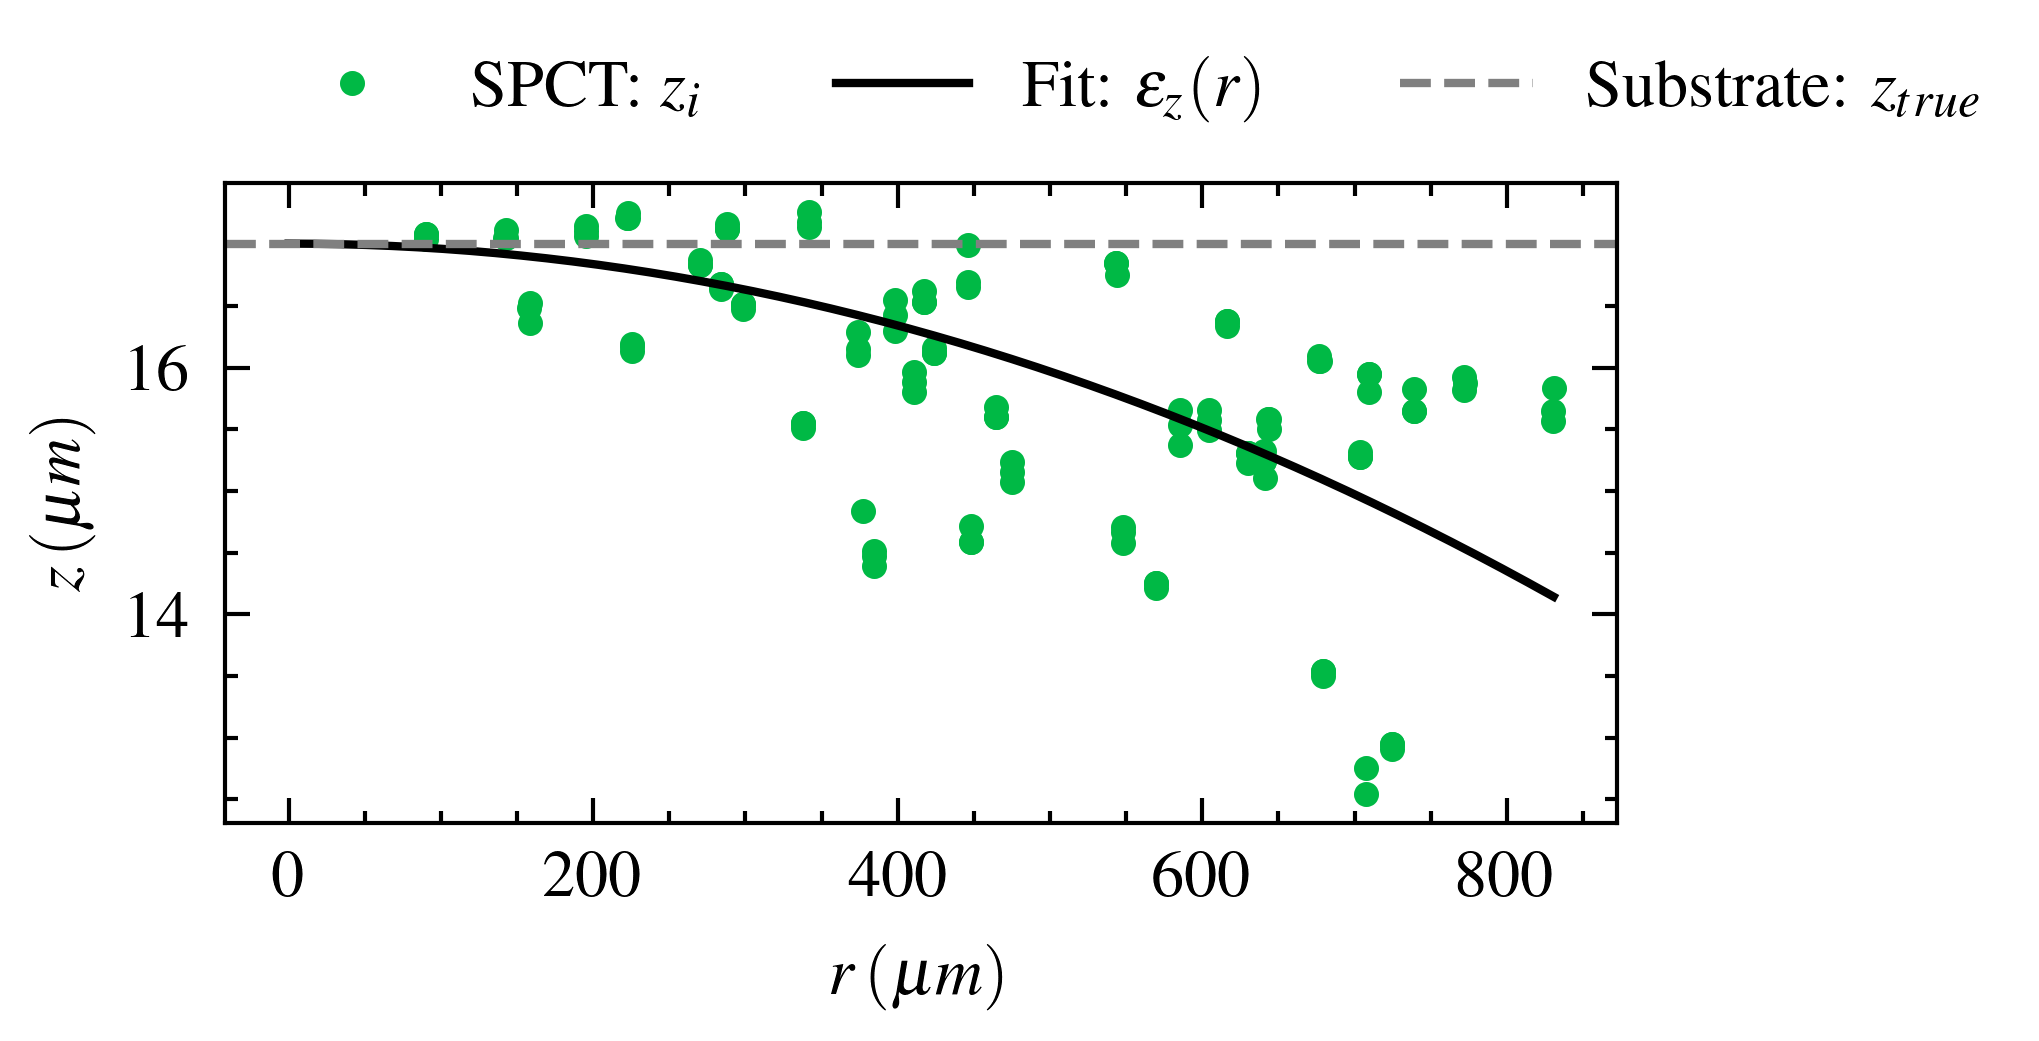 SPCT: z_i Fit: ε_z(r) Substrate: z_true
16
14
z (μm)
0 200 400 600 800
r (μm)